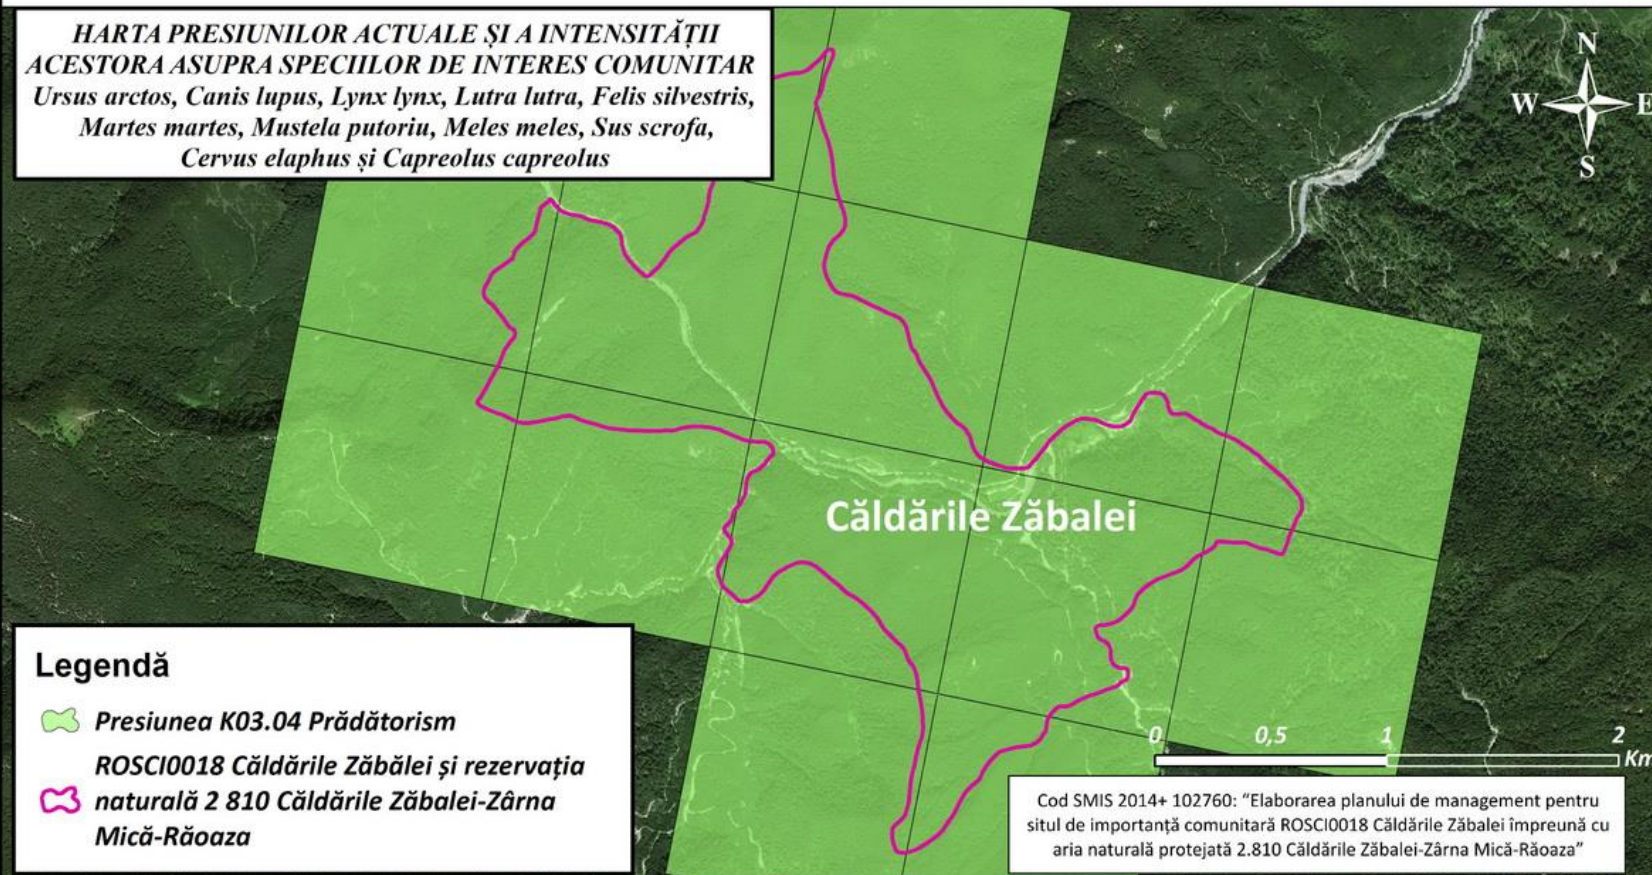 HARTA PRESIUNILOR ACTUALE ȘI A INTENSITĂȚII
ACESTORA ASUPRA SPECIILOR DE INTERES COMUNITAR
Ursus arctos, Canis lupus, Lynx lynx, Lutra lutra, Felis silvestris,
Martes martes, Mustela putoriu, Meles meles, Sus scrofa,
Cervus elaphus și Capreolus capreolus
N
W E
S
Căldările Zăbalei
Legendă
Presiunea K03.04 Prădătorism
ROSCI0018 Căldările Zăbălei și rezervația
naturală 2 810 Căldările Zăbalei-Zârna
Mică-Răoaza
0 0,5 1 2
Km
Cod SMIS 2014+ 102760: “Elaborarea planului de management pentru
situl de importanță comunitară ROSCI0018 Căldările Zăbalei împreună cu
aria naturală protejată 2.810 Căldările Zăbalei-Zârna Mică-Răoaza”